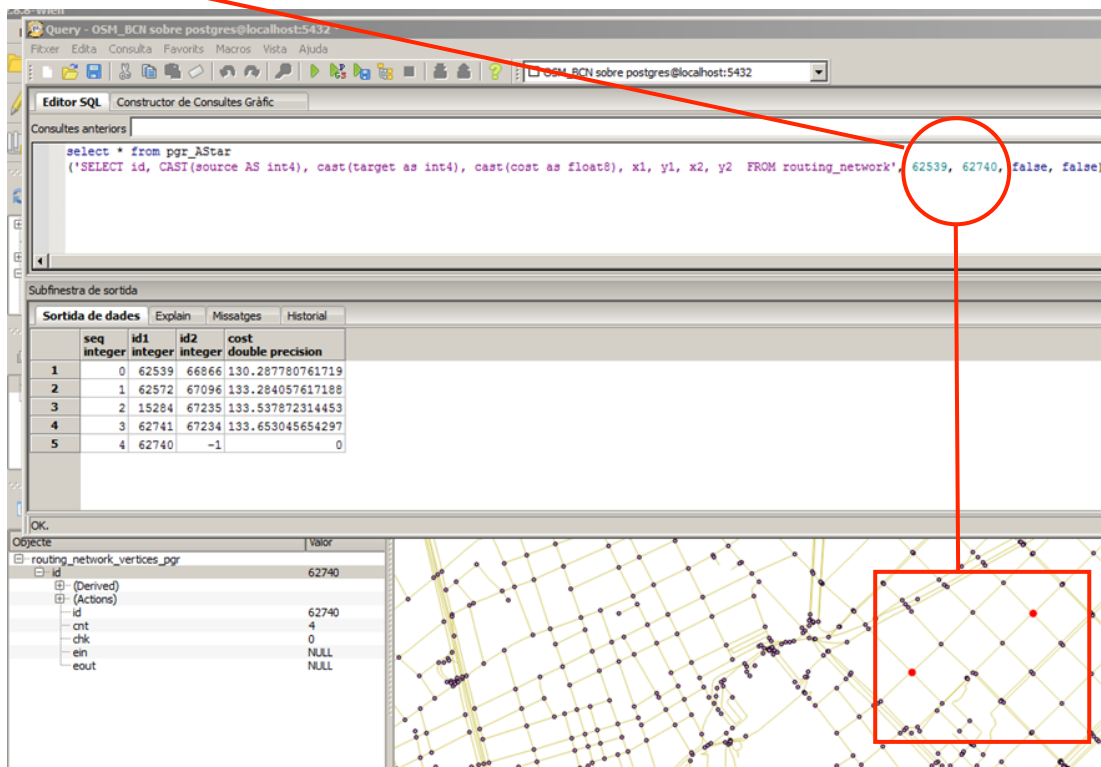 Query - OSM_BCN sobre postgres@localhost:5432 -
Fitxer Edita Consulta Favorits Macros Vista Ajuda
OSM_BCN sobre postgres@localhost:5432
Editor SQL Constructor de Consultes Gràfic
Consultes anteriors
select * from pgr_AStar
('SELECT id, CAST(source AS int4), cast(target as int4), cast(cost as float8), x1, y1, x2, y2 FROM routing_network', 62539, 62740, false, false)
Subfinestra de sortida
Sortida de dades Explain Missatges Historial
seq integer id1 integer id2 integer cost double precision
1 0 62539 66866 130.287780761719
2 1 62572 67096 133.284057617188
3 2 15284 67235 133.537872314453
4 3 62741 67234 133.653045654297
5 4 62740 -1 0
OK.
Objecte Valor
routing_network_vertices_pgr
id 62740
(Derived)
(Actions)
id 62740
cnt 4
chk 0
ein NULL
eout NULL